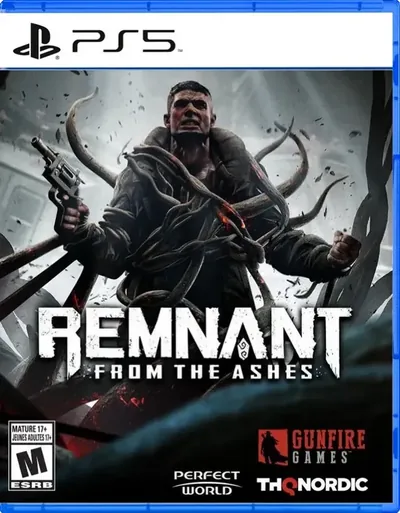 PS5
REMNANT
FROM THE ASHES
MATURE 17+
JEUNES ADULTES 17+
M
ESRB
PERFECT
WORLD
GUNFIRE
GAMES
THQNORDIC